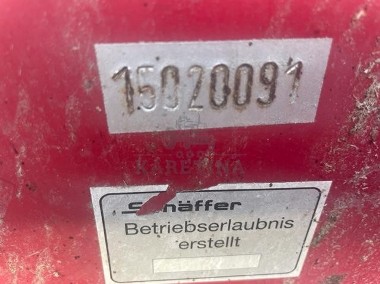 15020091
Schäffer
Betriebserlaubnis
erstellt